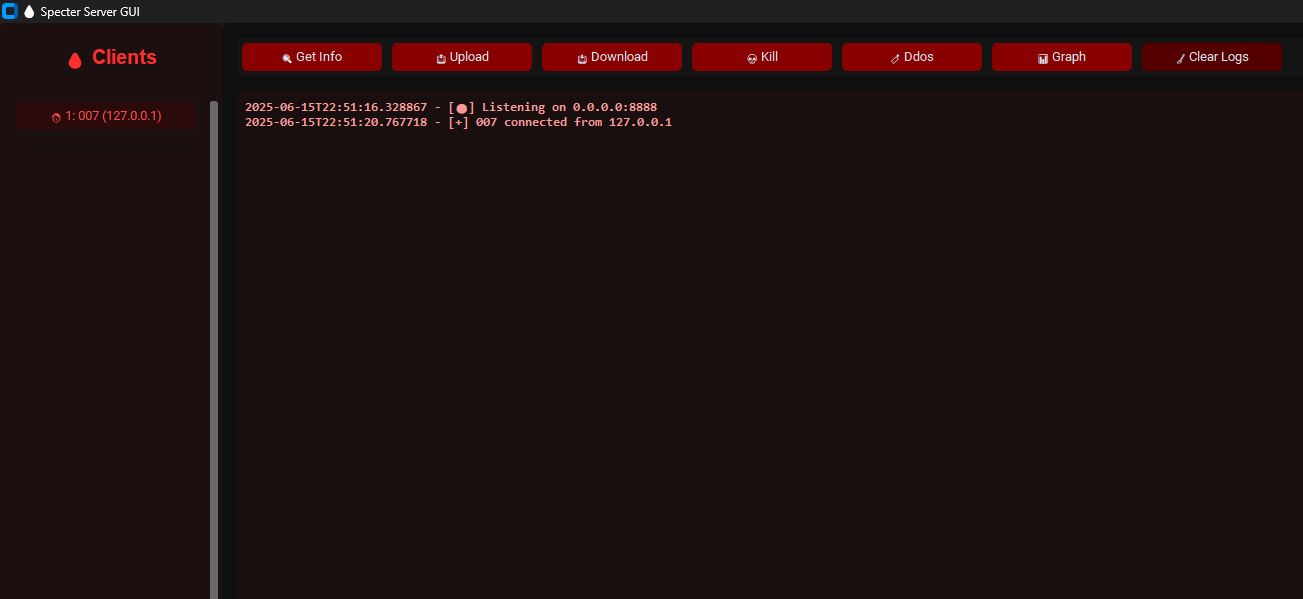 Specter Server GUI
Clients
Get Info
Upload
Download
Kill
Ddos
Graph
Clear Logs
1: 007 (127.0.0.1)
2025-06-15T22:51:16.328867 - [●] Listening on 0.0.0.0:8888
2025-06-15T22:51:20.767718 - [+] 007 connected from 127.0.0.1